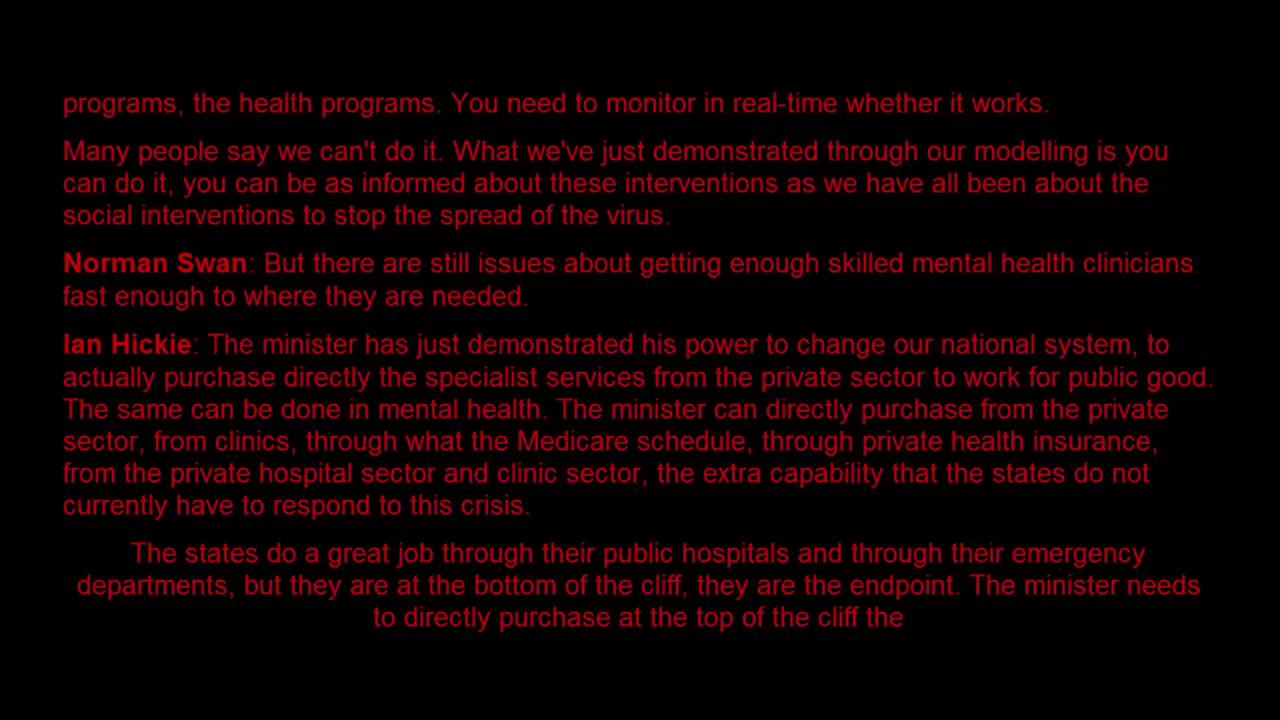 programs, the health programs. You need to monitor in real-time whether it works.
Many people say we can't do it. What we've just demonstrated through our modelling is you
can do it, you can be as informed about these interventions as we have all been about the
social interventions to stop the spread of the virus.
Norman Swan: But there are still issues about getting enough skilled mental health clinicians
fast enough to where they are needed.
Ian Hickie: The minister has just demonstrated his power to change our national system, to
actually purchase directly the specialist services from the private sector to work for public good.
The same can be done in mental health. The minister can directly purchase from the private
sector, from clinics, through what the Medicare schedule, through private health insurance,
from the private hospital sector and clinic sector, the extra capability that the states do not
currently have to respond to this crisis.
The states do a great job through their public hospitals and through their emergency
departments, but they are at the bottom of the cliff, they are the endpoint. The minister needs
to directly purchase at the top of the cliff the